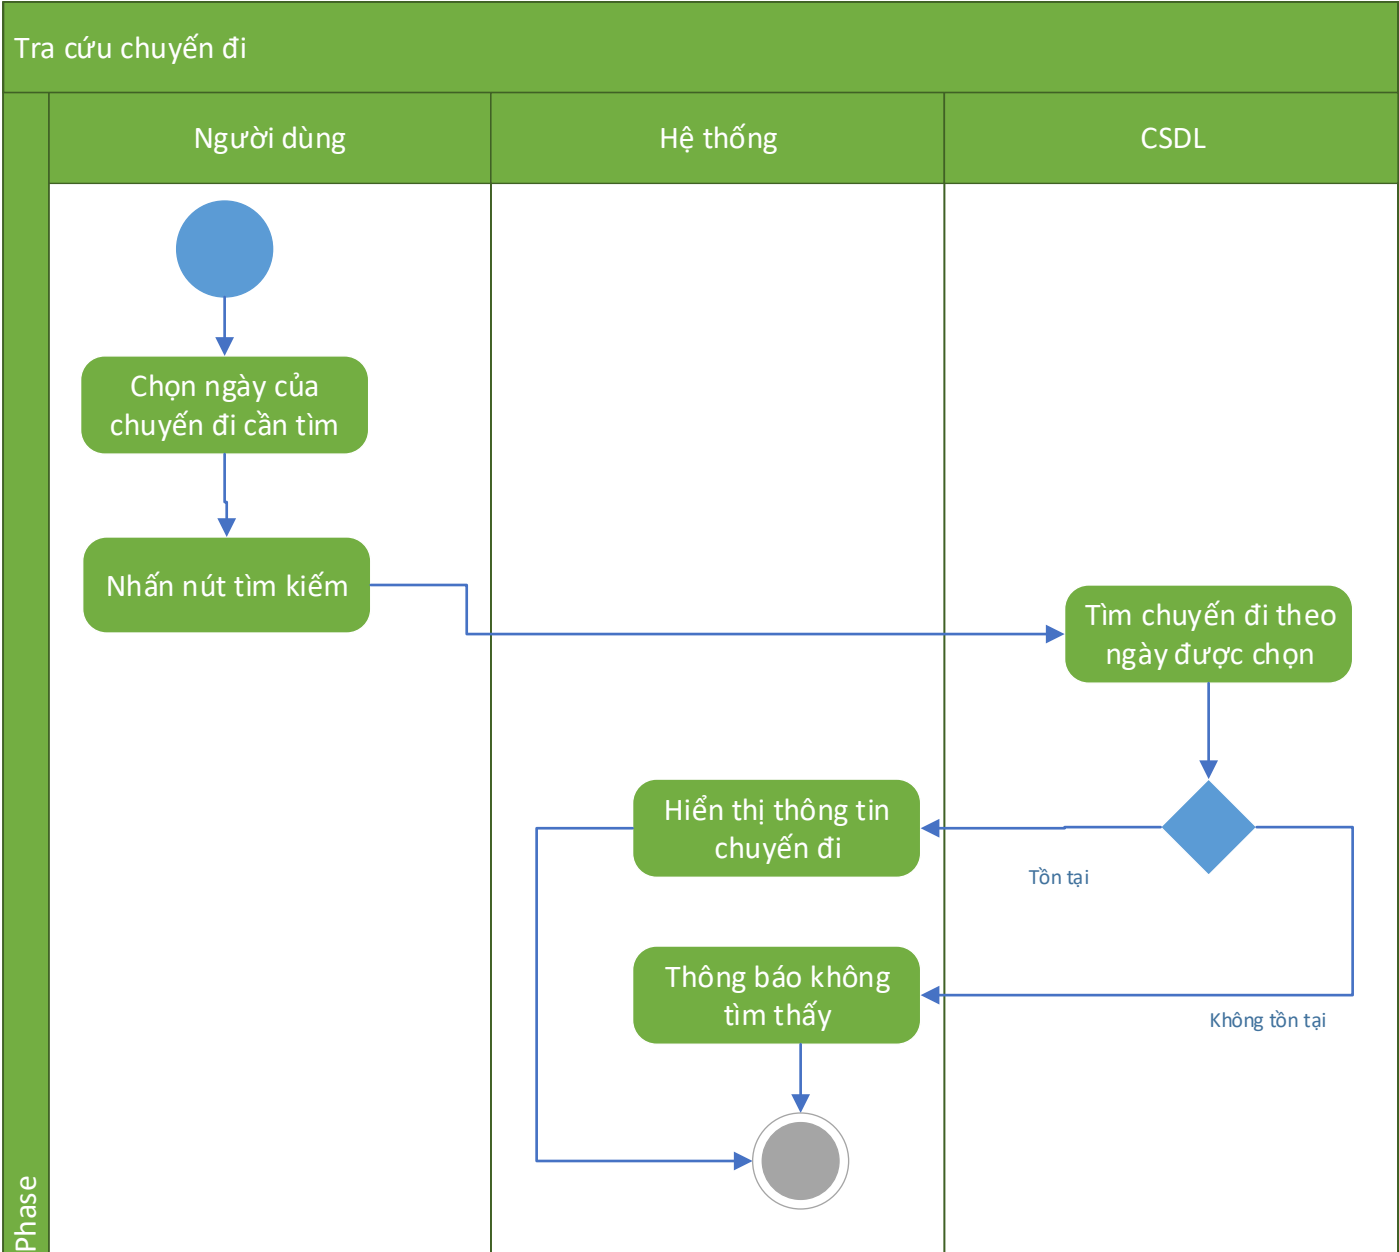 Tra cứu chuyến đi
Người dùng
Hệ thống
CSDL
Chọn ngày của
chuyến đi cần tìm
Nhấn nút tìm kiếm
Tìm chuyến đi theo
ngày được chọn
Hiển thị thông tin
chuyến đi
Tồn tại
Thông báo không
tìm thấy
Không tồn tại
Phase